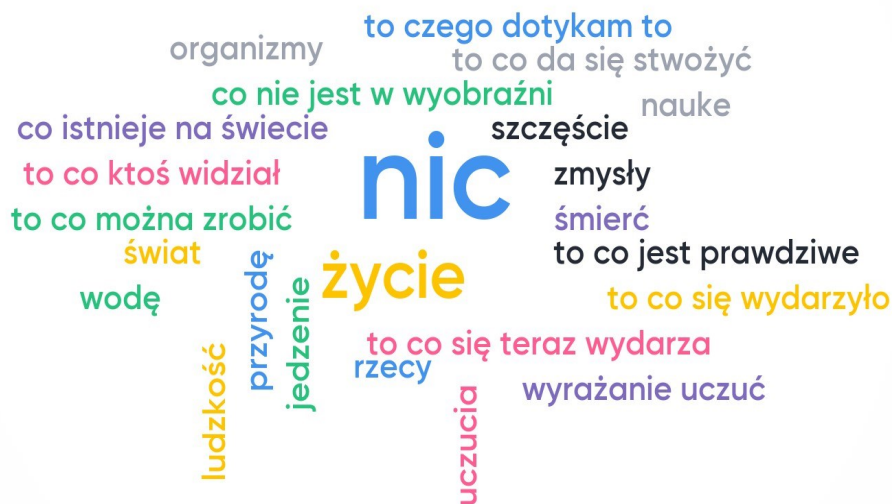 to czego dotykam to
organizmy
to co da się stwożyć
co nie jest w wyobraźni
nauke
co istnieje na świecie
szczęście
nic
to co ktoś widział
zmysły
to co można zrobić
śmierć
świat
to co jest prawdziwe
życie
przyrodę
wodę
jedzenie
to co się wydarzyło
to co się teraz wydarza
rzecy
ludzkość
wyrażanie uczuć
uczucia